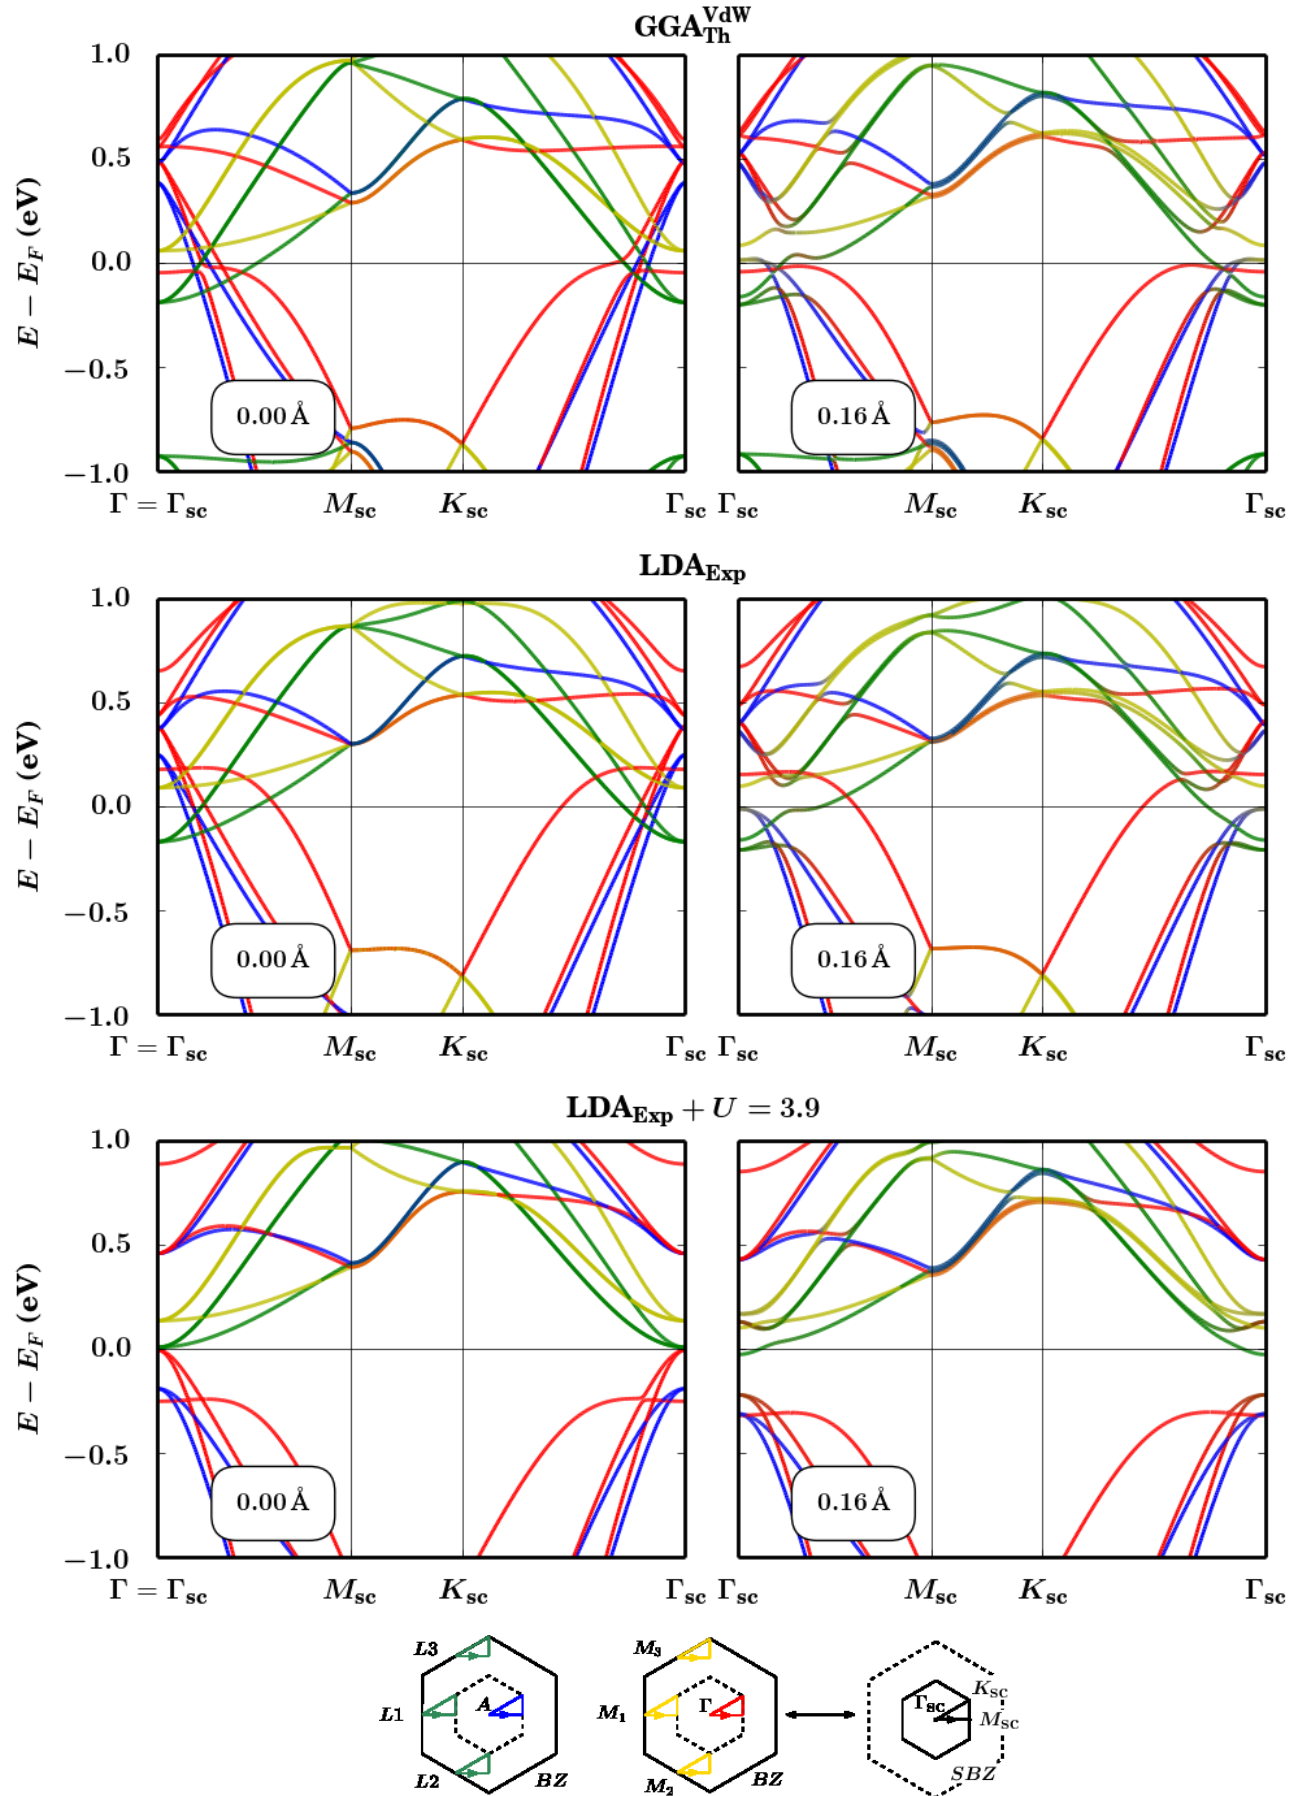 GGA_Th^VdW
1.0
0.5
0.0
−0.5
−1.0
E − E_F (eV)
0.00 Å
0.16 Å
Γ = Γ_sc M_sc K_sc Γ_sc Γ_sc M_sc K_sc Γ_sc
LDA_Exp
1.0
0.5
0.0
−0.5
−1.0
E − E_F (eV)
0.00 Å
0.16 Å
Γ = Γ_sc M_sc K_sc Γ_sc Γ_sc M_sc K_sc Γ_sc
LDA_Exp + U = 3.9
1.0
0.5
0.0
−0.5
−1.0
E − E_F (eV)
0.00 Å
0.16 Å
Γ = Γ_sc M_sc K_sc Γ_sc Γ_sc M_sc K_sc Γ_sc
L3
A
L1
L2
BZ
M_3
Γ
M_1
M_2
BZ
K_sc
Γ_sc
M_sc
SBZ